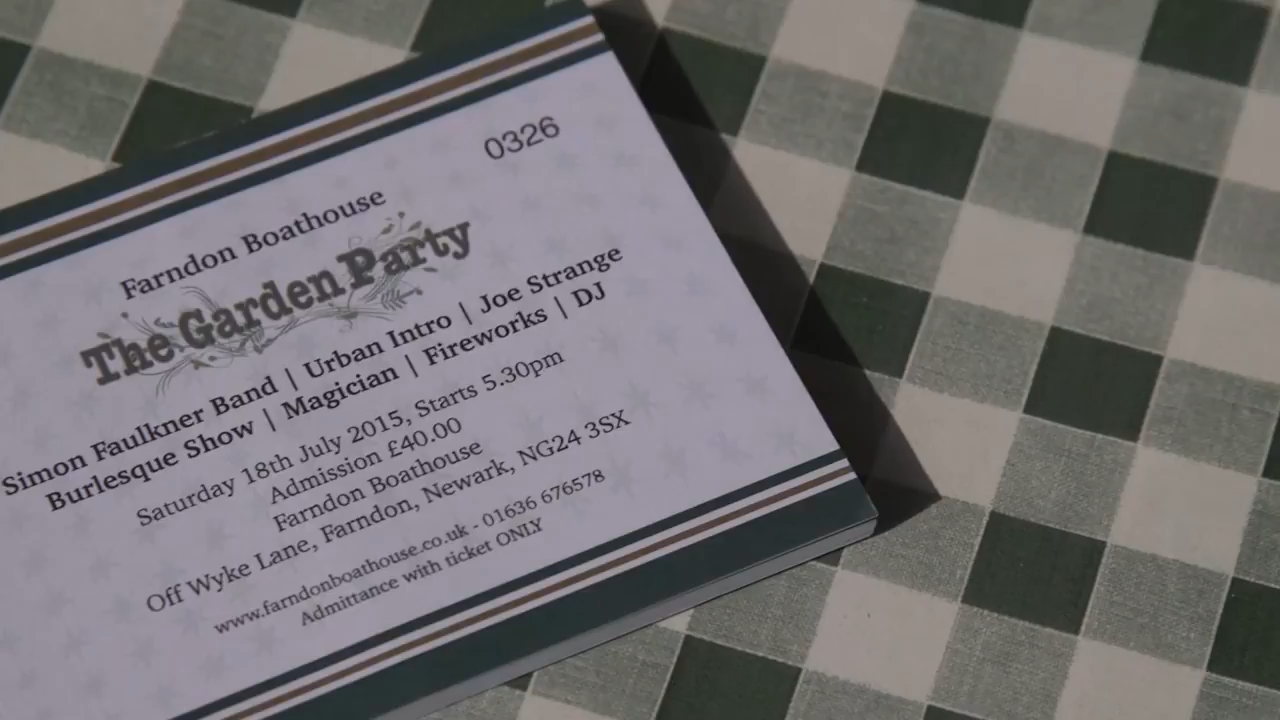 0326
Farndon Boathouse
The Garden Party
Simon Faulkner Band | Urban Intro | Joe Strange
Burlesque Show | Magician | Fireworks | DJ
Saturday 18th July 2015, Starts 5.30pm
Admission £40.00
Farndon Boathouse
Off Wyke Lane, Farndon, Newark, NG24 3SX
www.farndonboathouse.co.uk - 01636 676578
Admittance with ticket ONLY